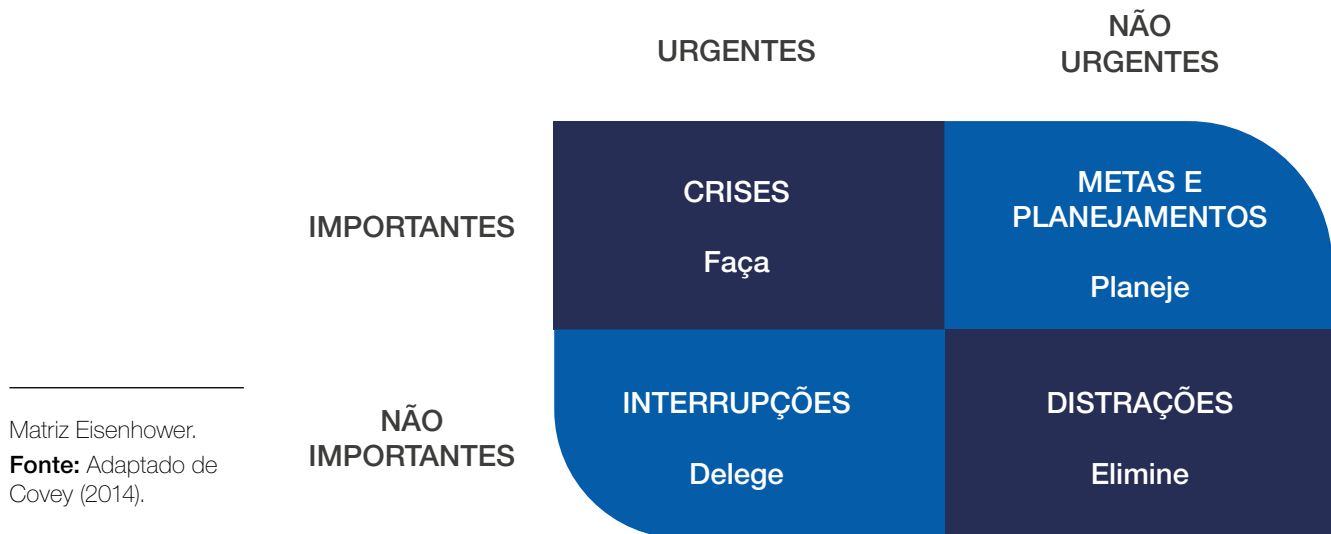 URGENTES
NÃO
URGENTES
IMPORTANTES
CRISES
Faça
METAS E
PLANEJAMENTOS
Planeje
NÃO
IMPORTANTES
INTERRUPÇÕES
Delege
DISTRAÇÕES
Elimine
Matriz Eisenhower.
Fonte: Adaptado de
Covey (2014).